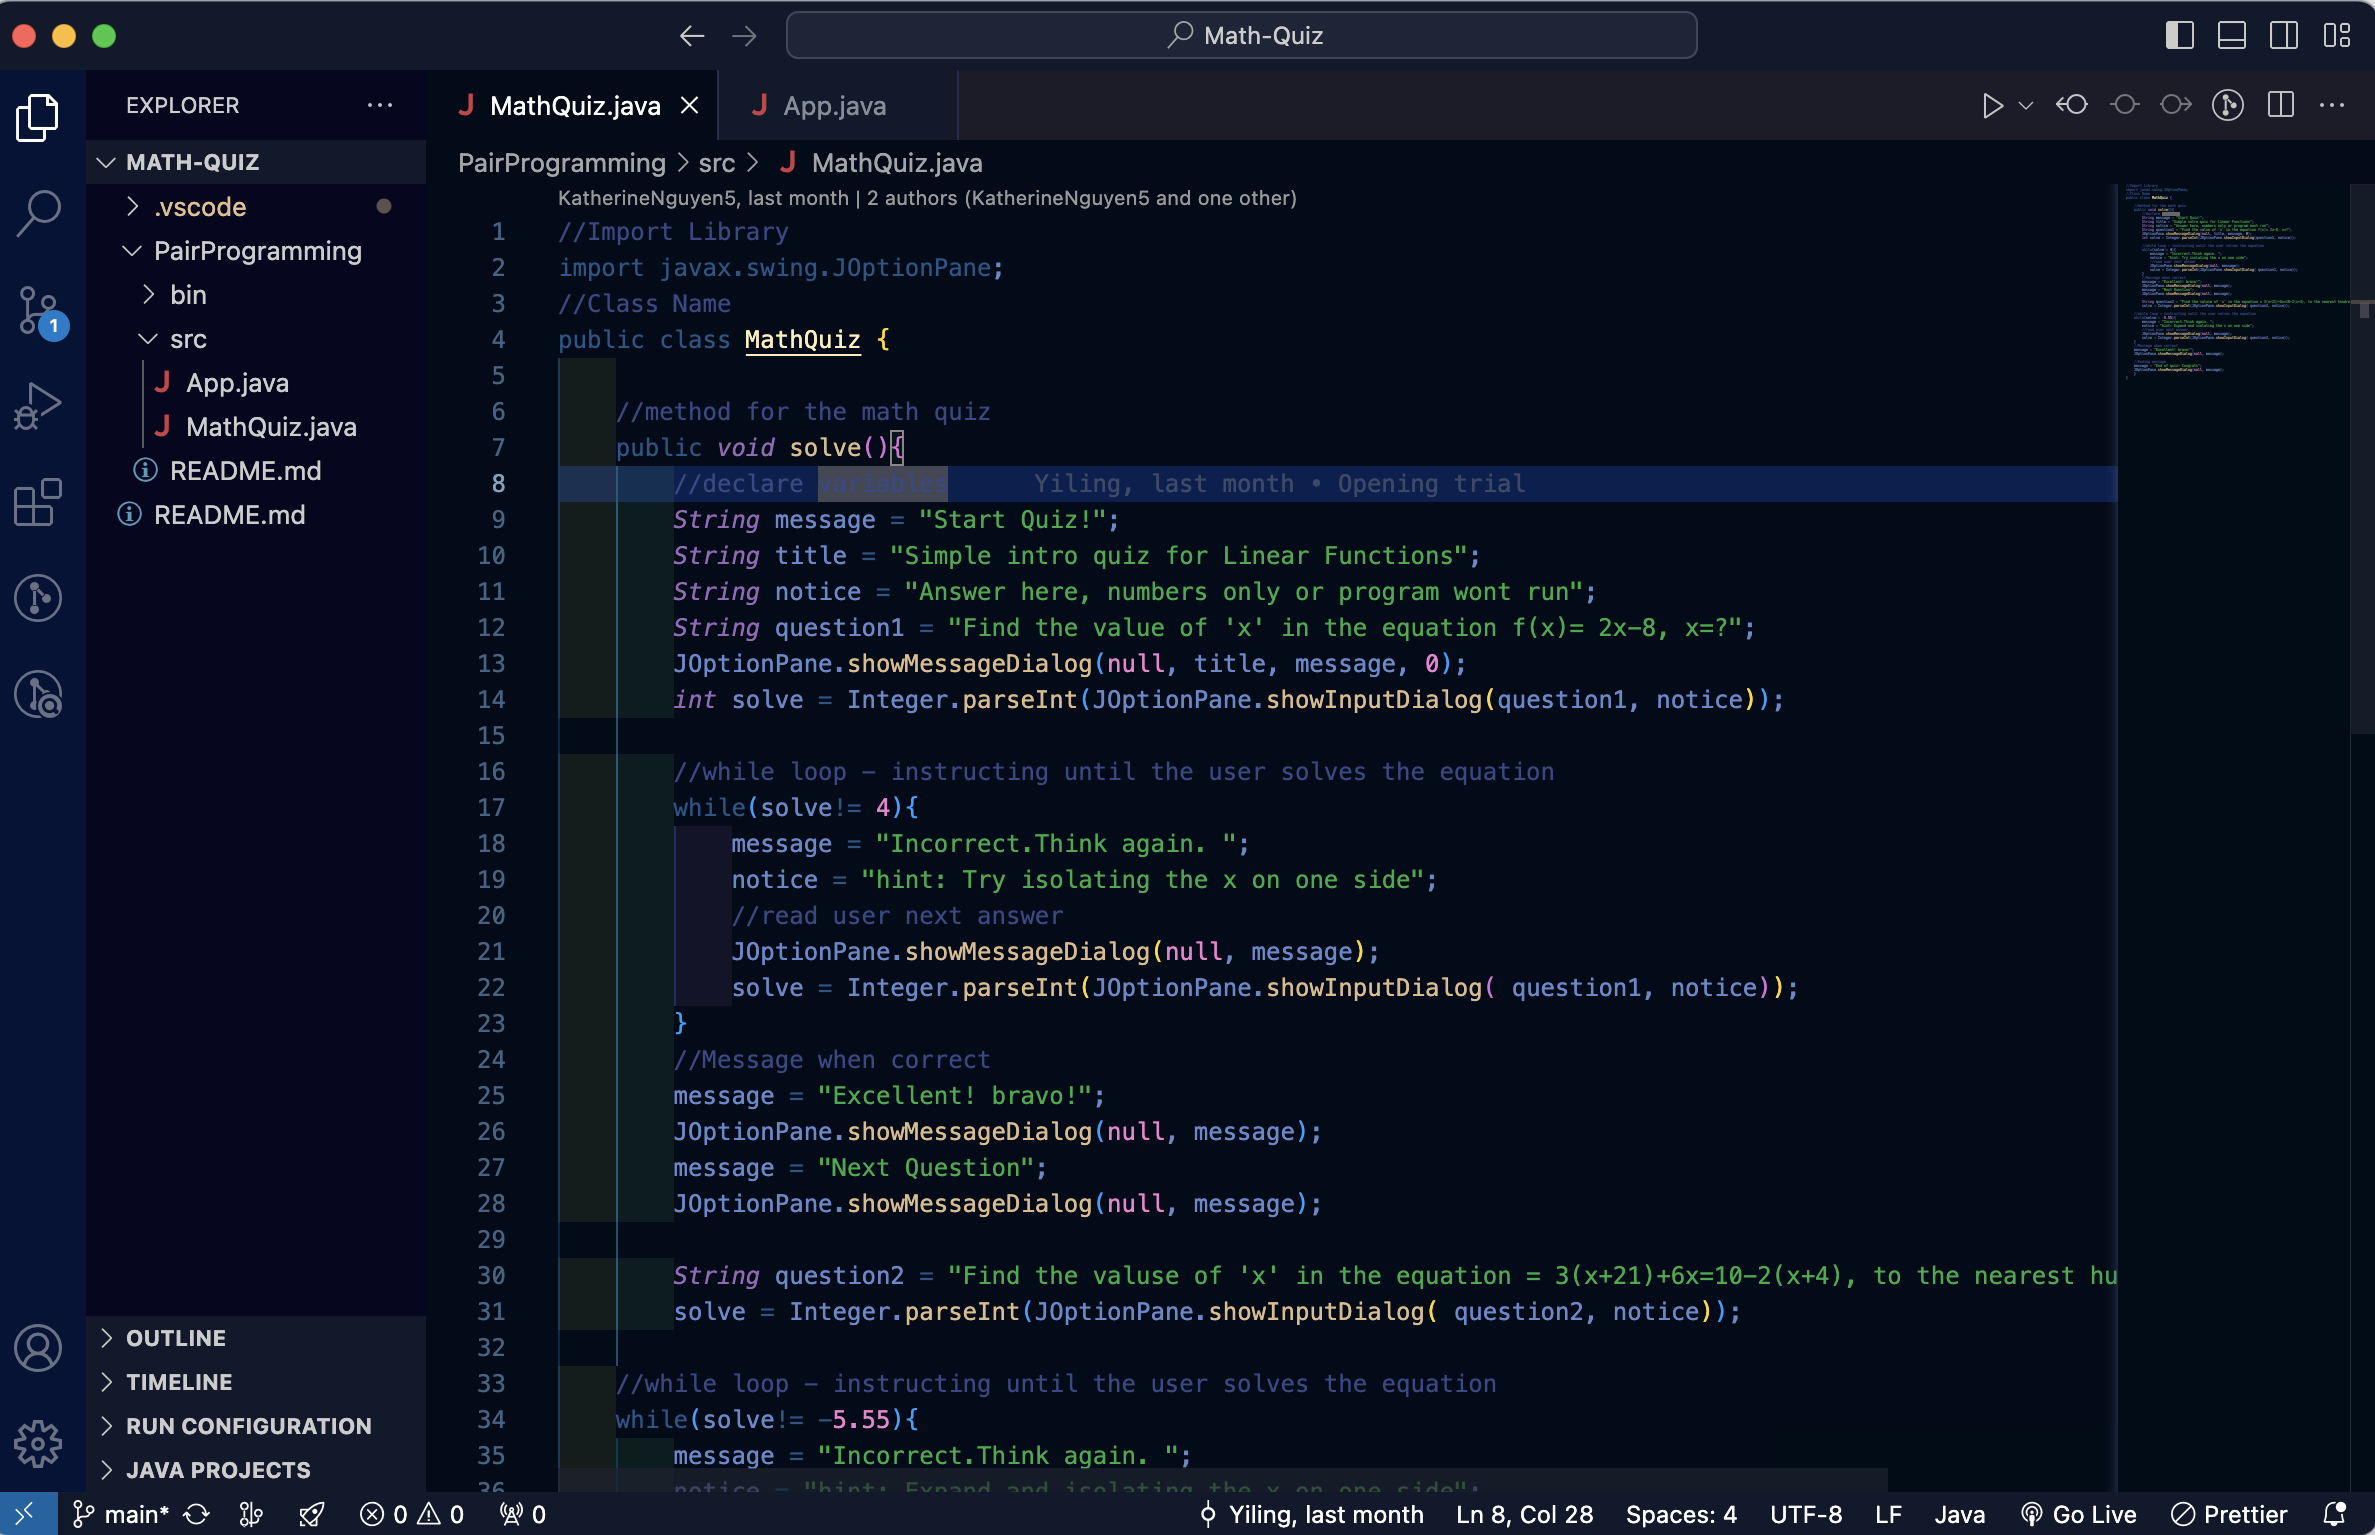 Math-Quiz
EXPLORER
MATH-QUIZ
.vscode
PairProgramming
bin
src
App.java
MathQuiz.java
README.md
README.md
OUTLINE
TIMELINE
RUN CONFIGURATION
JAVA PROJECTS
1
MathQuiz.java
App.java
PairProgramming > src > MathQuiz.java
KatherineNguyen5, last month | 2 authors (KatherineNguyen5 and one other)
1 //Import Library
2 import javax.swing.JOptionPane;
3 //Class Name
4 public class MathQuiz {
5
6 //method for the math quiz
7 public void solve(){
8 //declare variables Yiling, last month • Opening trial
9 String message = "Start Quiz!";
10 String title = "Simple intro quiz for Linear Functions";
11 String notice = "Answer here, numbers only or program wont run";
12 String question1 = "Find the value of 'x' in the equation f(x)= 2x-8, x=?";
13 JOptionPane.showMessageDialog(null, title, message, 0);
14 int solve = Integer.parseInt(JOptionPane.showInputDialog(question1, notice));
15
16 //while loop - instructing until the user solves the equation
17 while(solve!= 4){
18 message = "Incorrect.Think again. ";
19 notice = "hint: Try isolating the x on one side";
20 //read user next answer
21 JOptionPane.showMessageDialog(null, message);
22 solve = Integer.parseInt(JOptionPane.showInputDialog( question1, notice));
23 }
24 //Message when correct
25 message = "Excellent! bravo!";
26 JOptionPane.showMessageDialog(null, message);
27 message = "Next Question";
28 JOptionPane.showMessageDialog(null, message);
29
30 String question2 = "Find the valuse of 'x' in the equation = 3(x+21)+6x=10-2(x+4), to the nearest hu
31 solve = Integer.parseInt(JOptionPane.showInputDialog( question2, notice));
32
33 //while loop - instructing until the user solves the equation
34 while(solve!= -5.55){
35 message = "Incorrect.Think again. ";
36 notice = "hint: Expand and isolating the x on one side";
main* 0 0 0 Yiling, last month Ln 8, Col 28 Spaces: 4 UTF-8 LF Java Go Live Prettier